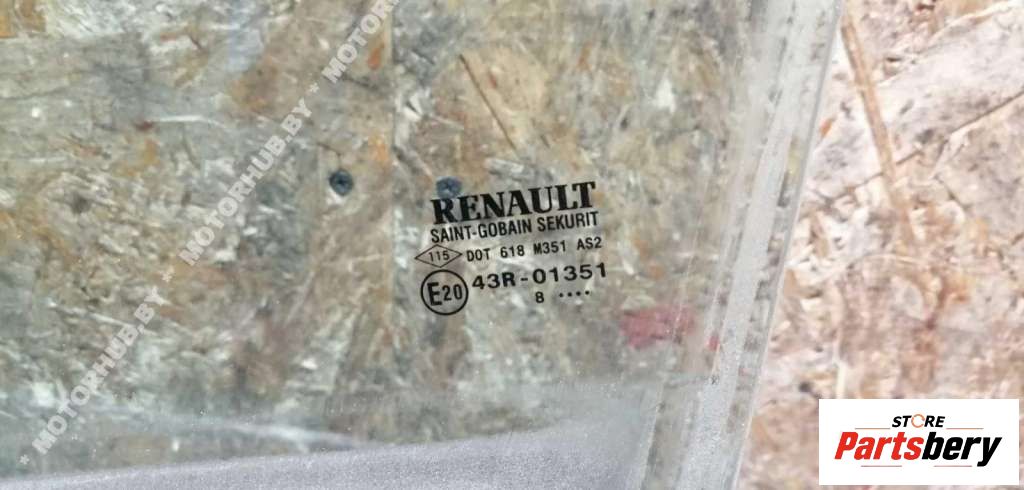 * MOTORHUB.BY * MOTORHUB.BY * MOTORHUB.BY
RENAULT
SAINT-GOBAIN SEKURIT
115 DOT 618 M351 AS2
E20 43R-01351
8 ....
STORE
Partsbery